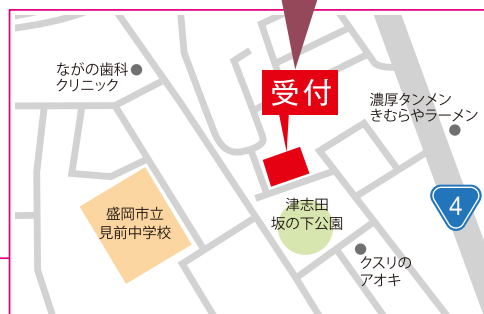 ながの歯科
クリニック
受付
濃厚タンメン
きむらやラーメン
4
盛岡市立
見前中学校
津志田
坂の下公園
クスリの
アオキ